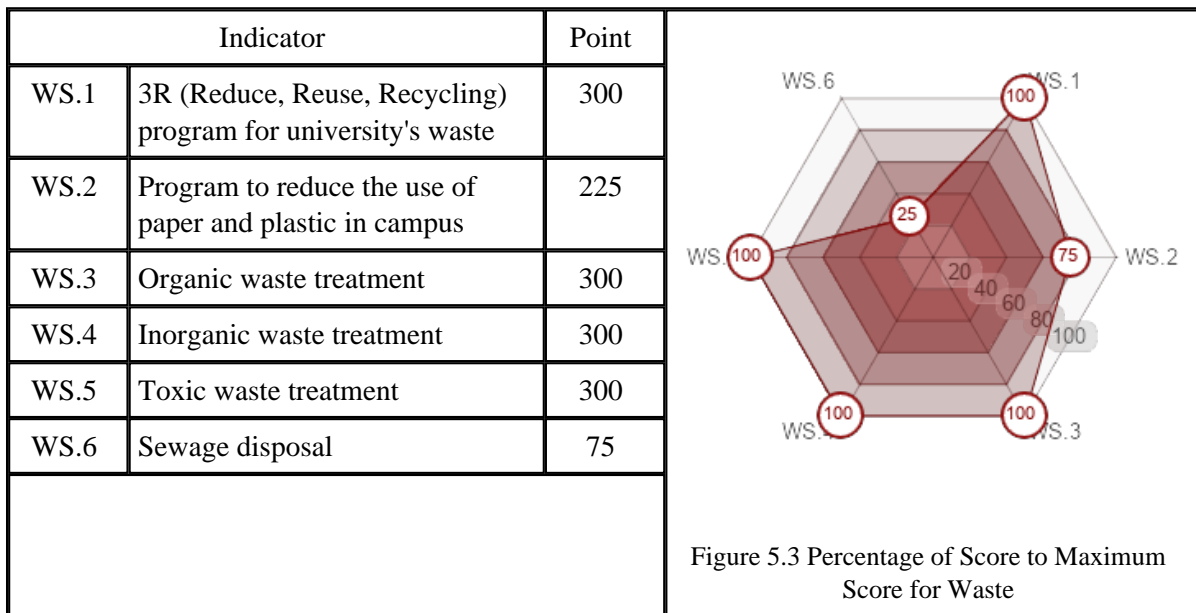 Indicator Point
WS.1 3R (Reduce, Reuse, Recycling) 300
program for university's waste
WS.2 Program to reduce the use of 225
paper and plastic in campus
WS.3 Organic waste treatment 300
WS.4 Inorganic waste treatment 300
WS.5 Toxic waste treatment 300
WS.6 Sewage disposal 75
WS.6
WS.1
100
25
WS.
100
75
WS.2
20
40
60
80
100
100
100
WS.
WS.3
Figure 5.3 Percentage of Score to Maximum
Score for Waste